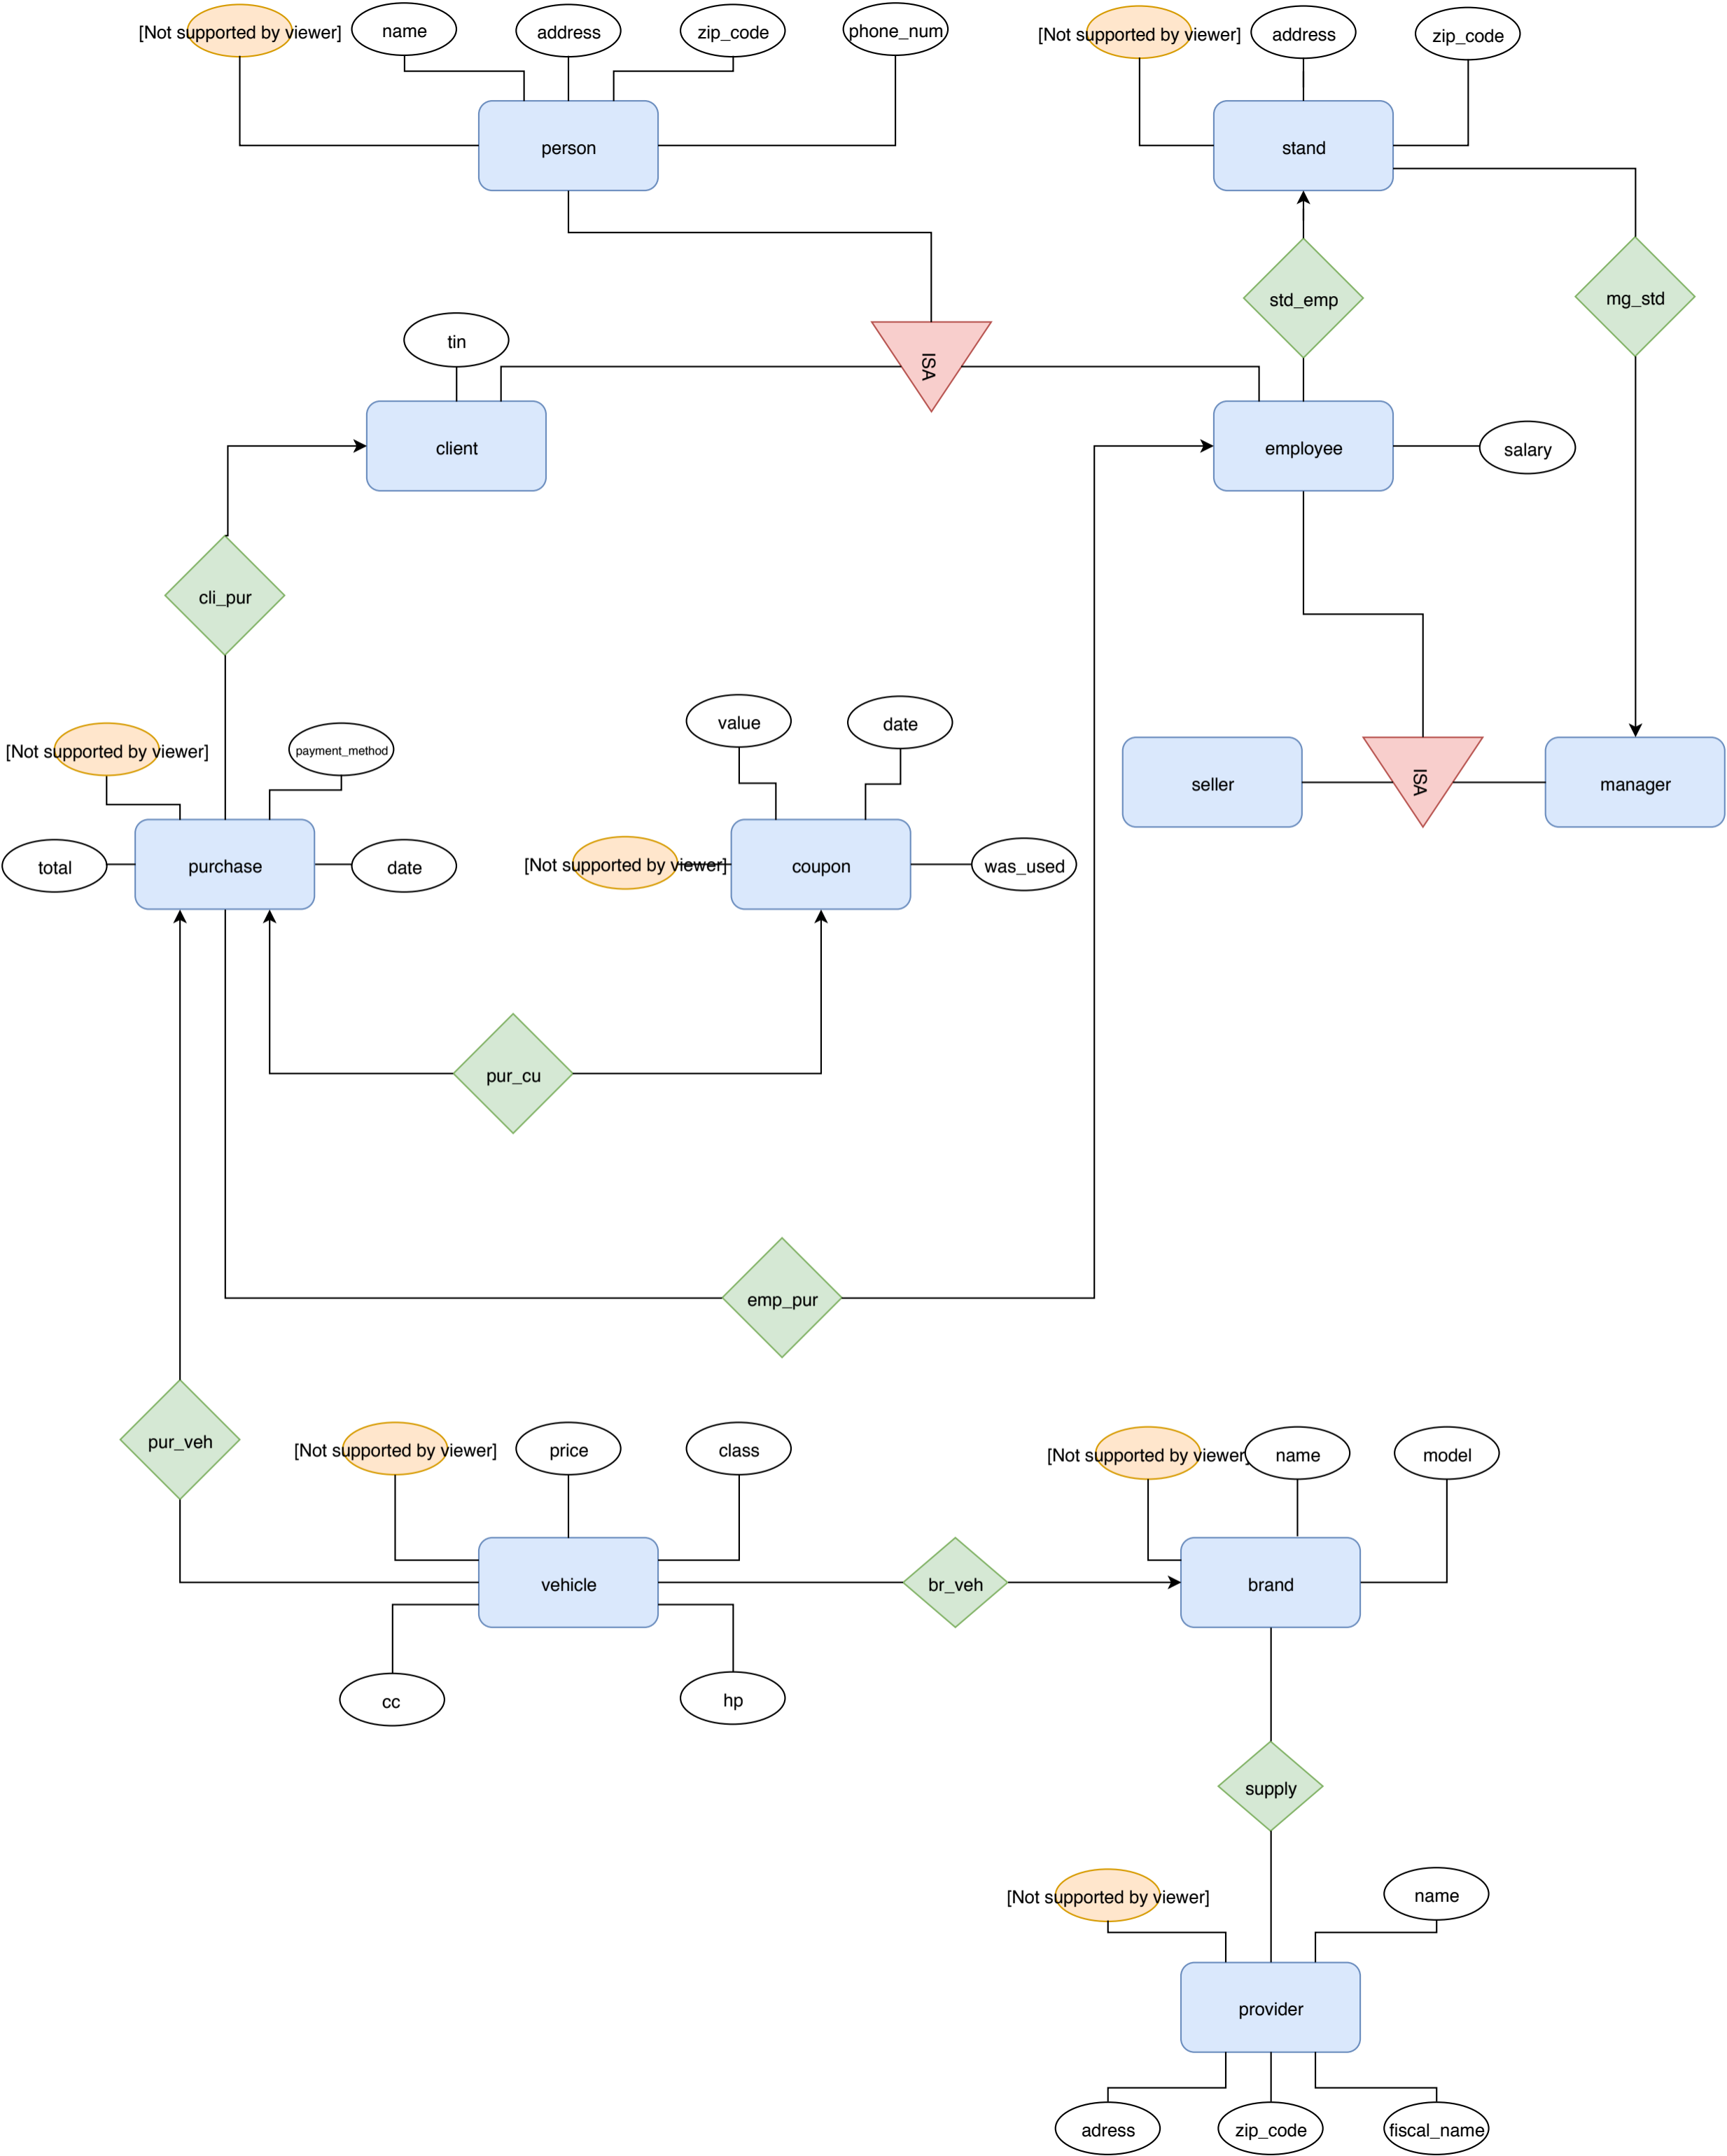 [Not supported by viewer]
name
address
zip_code
phone_num
[Not supported by viewer]
address
zip_code
person
stand
std_emp
mg_std
tin
ISA
client
employee
salary
cli_pur
value
date
[Not supported by viewer]
payment_method
seller
ISA
manager
total
purchase
date
[Not supported by viewer]
coupon
was_used
pur_cu
emp_pur
pur_veh
[Not supported by viewer]
price
class
[Not supported by viewer]
name
model
vehicle
br_veh
brand
cc
hp
supply
[Not supported by viewer]
name
provider
adress
zip_code
fiscal_name